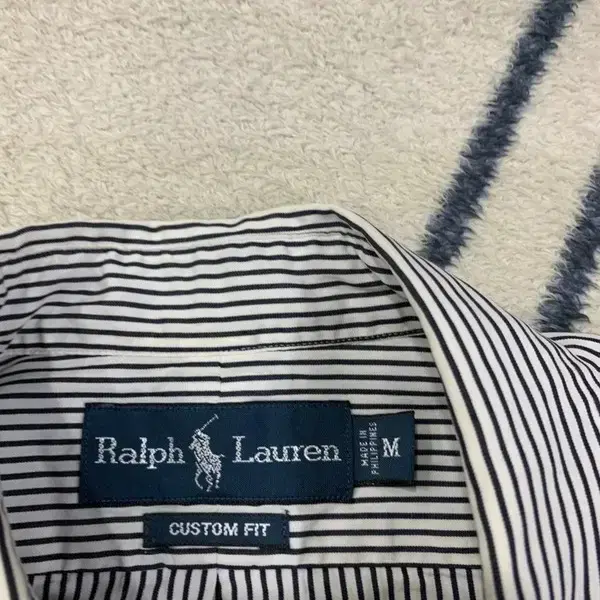 Ralph Lauren
MADE IN
PHILIPPINES
M
CUSTOM FIT